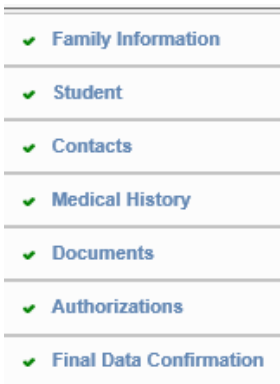 Family Information
Student
Contacts
Medical History
Documents
Authorizations
Final Data Confirmation